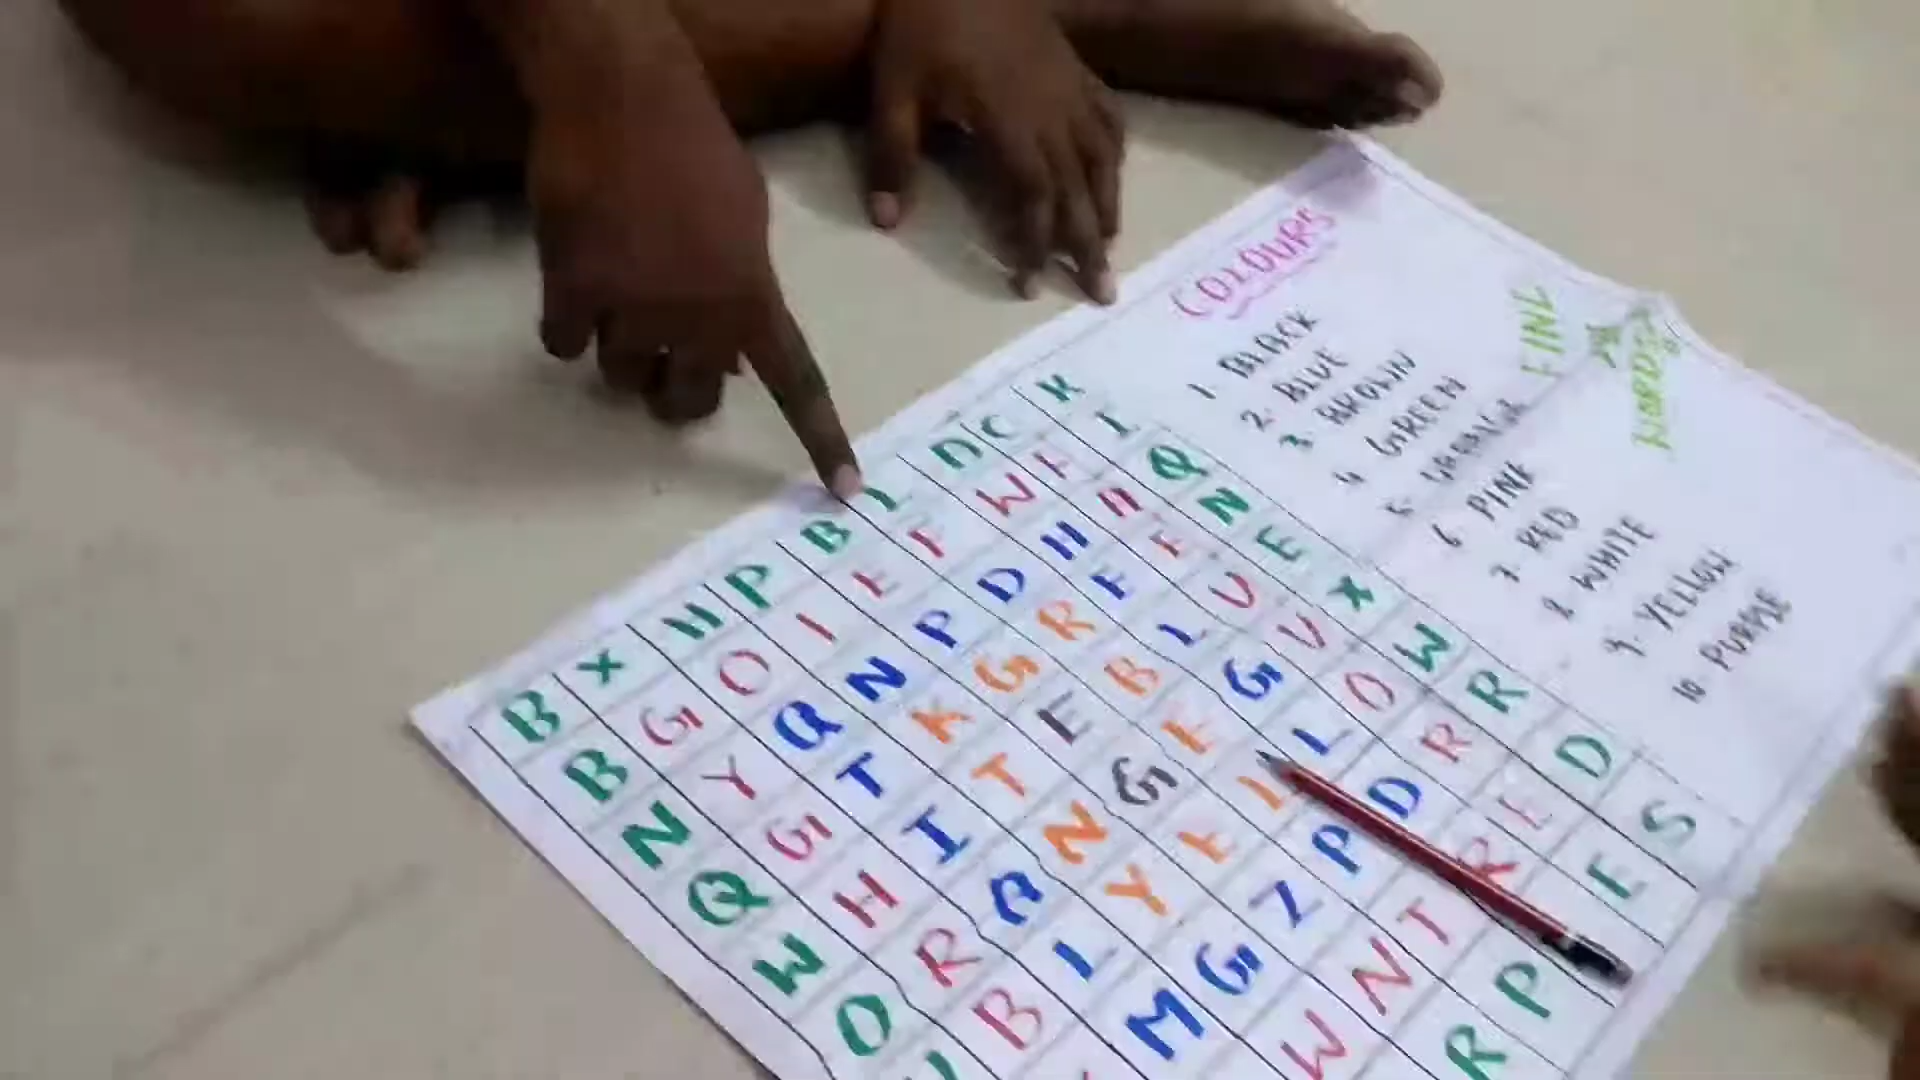 COLOURS
1. BLACK
2. BLUE
3. BROWN
4. GREEN
5. ORANGE
6. PINK
7. RED
8. WHITE
9. YELLOW
10. PURPLE
FIND
WORDS
B X H P B L A C K
B G O I E F W F I
N Y Q N P D H A Q
Q G T K G R F F N
W H I T E B L U E
O R A N G E G V X
B L Y E L L O W
M G Z P D R R
W N T R E D
R P E S